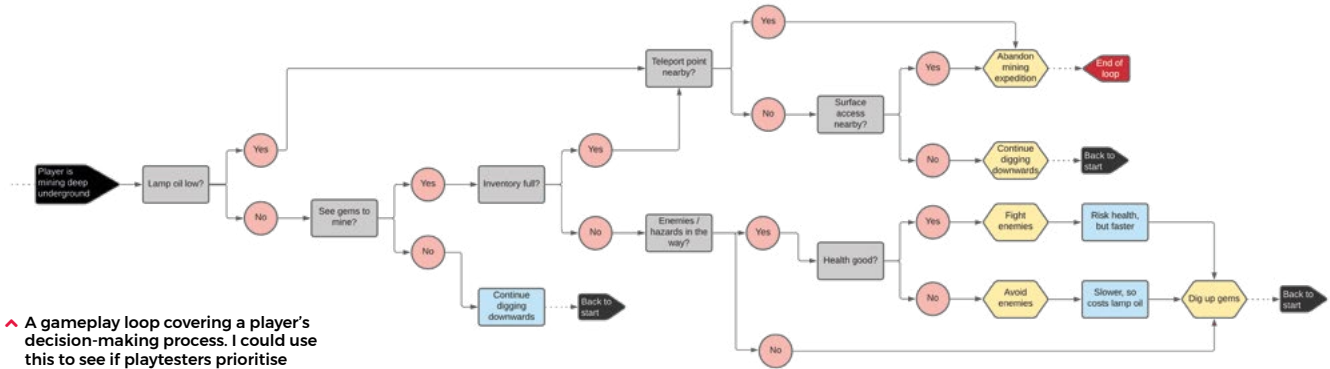 Player is
mining deep
underground
Lamp oil low?
Yes
No
See gems to
mine?
Yes
No
Continue
digging
downwards
Back to
start
Inventory full?
Yes
No
Teleport point
nearby?
Yes
No
Surface
access
nearby?
Yes
No
Abandon
mining
expedition
End of
loop
Continue
digging
downwards
Back to
start
Enemies /
hazards in the
way?
Yes
No
Health good?
Yes
No
Fight
enemies
Risk health,
but faster
Avoid
enemies
Slower, so
costs lamp oil
Dig up gems
Back to
start
A gameplay loop covering a player's
decision-making process. I could use
this to see if playtesters prioritise